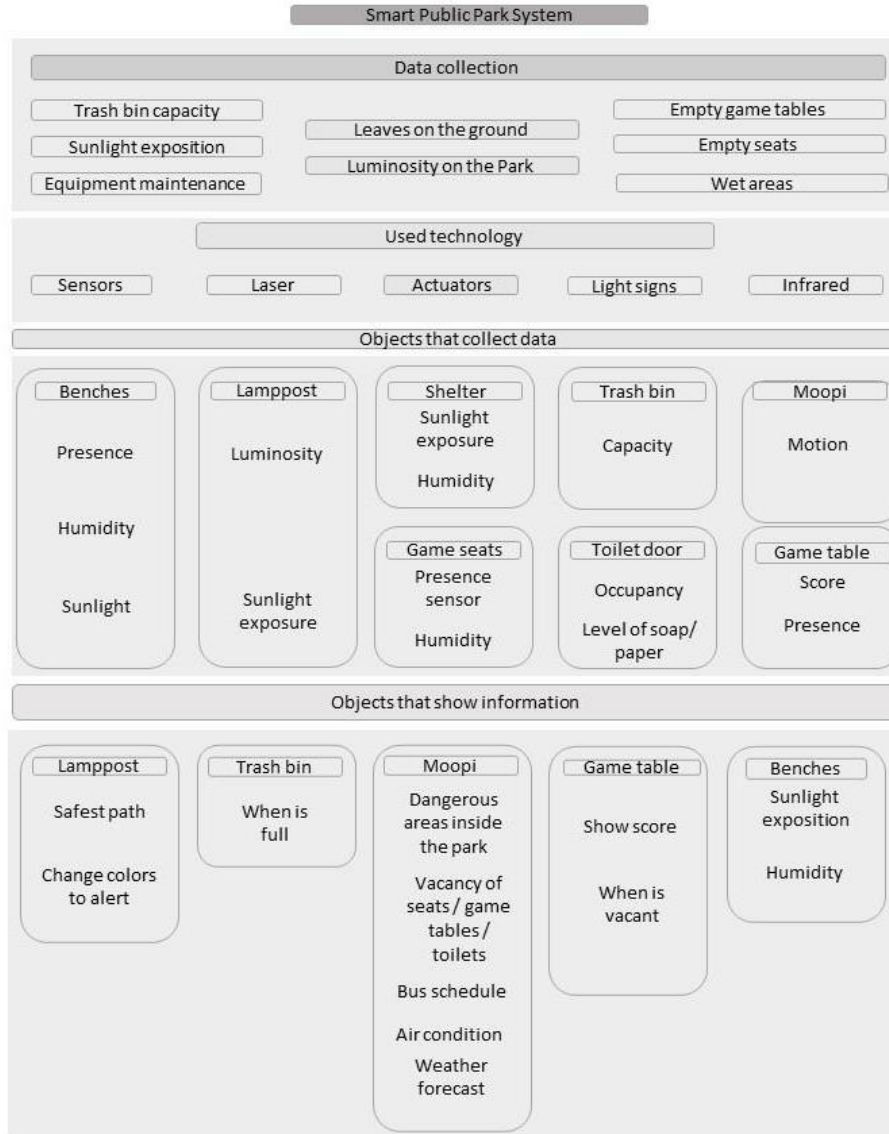 Smart Public Park System
Data collection
Trash bin capacity
Sunlight exposition
Equipment maintenance
Leaves on the ground
Luminosity on the Park
Empty game tables
Empty seats
Wet areas
Used technology
Sensors
Laser
Actuators
Light signs
Infrared
Objects that collect data
Benches
Presence
Humidity
Sunlight
Lamppost
Luminosity
Sunlight
exposure
Shelter
Sunlight
exposure
Humidity
Game seats
Presence
sensor
Humidity
Trash bin
Capacity
Toilet door
Occupancy
Level of soap/
paper
Moopi
Motion
Game table
Score
Presence
Objects that show information
Lamppost
Safest path
Change colors
to alert
Trash bin
When is
full
Moopi
Dangerous
areas inside
the park
Vacancy of
seats / game
tables /
toilets
Bus schedule
Air condition
Weather
forecast
Game table
Show score
When is
vacant
Benches
Sunlight
exposition
Humidity